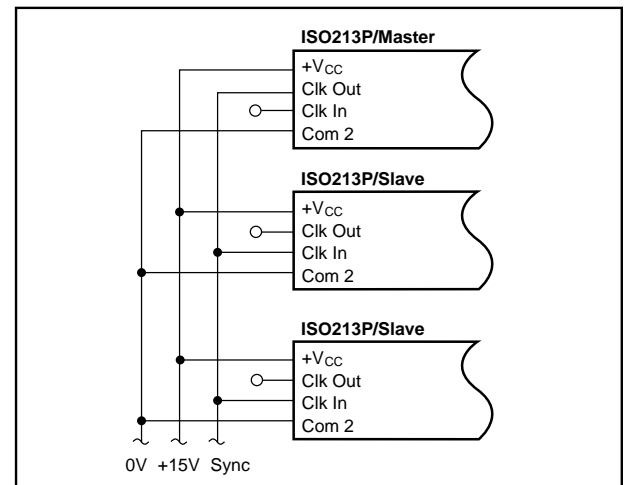 ISO213P/Master
+VCC
Clk Out
Clk In
Com 2
ISO213P/Slave
+VCC
Clk Out
Clk In
Com 2
ISO213P/Slave
+VCC
Clk Out
Clk In
Com 2
0V +15V Sync